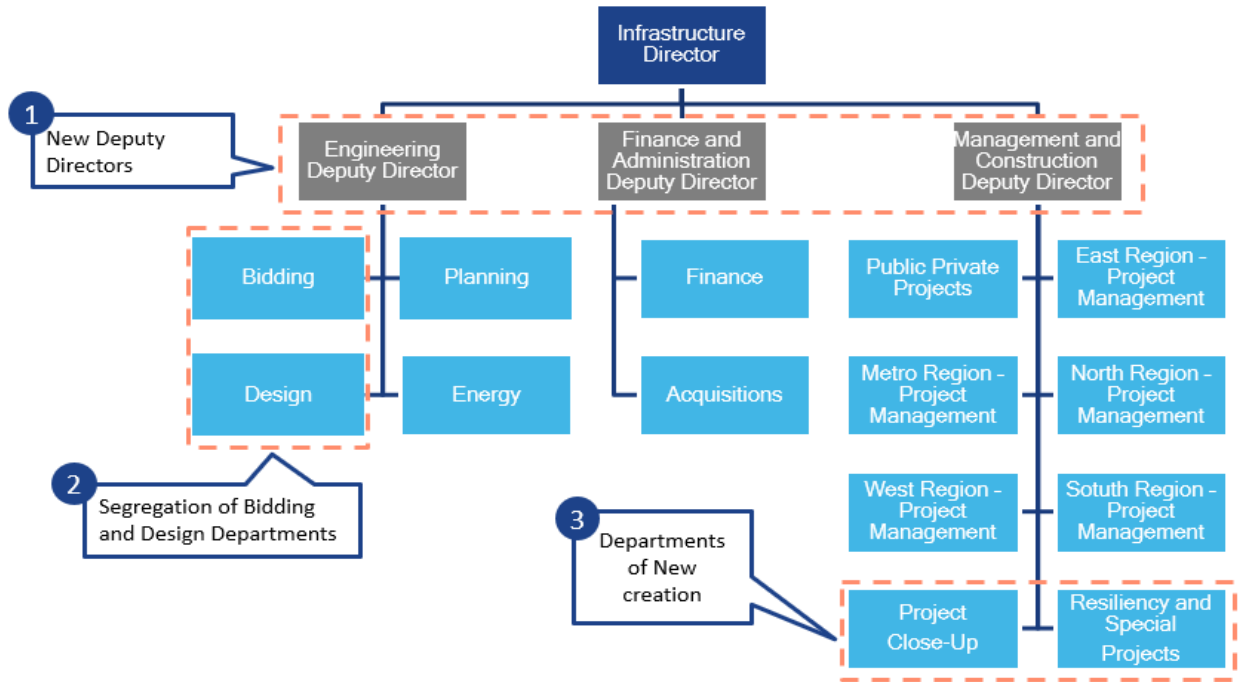 Infrastructure
Director
1
New Deputy
Directors
Engineering
Deputy Director
Finance and
Administration
Deputy Director
Management and
Construction
Deputy Director
Bidding
Planning
Finance
Public Private
Projects
East Region –
Project
Management
Design
Energy
Acquisitions
Metro Region –
Project
Management
North Region –
Project
Management
2
Segregation of Bidding
and Design Departments
3
Departments
of New
creation
West Region –
Project
Management
Sotuth Region –
Project
Management
Project
Close-Up
Resiliency and
Special
Projects